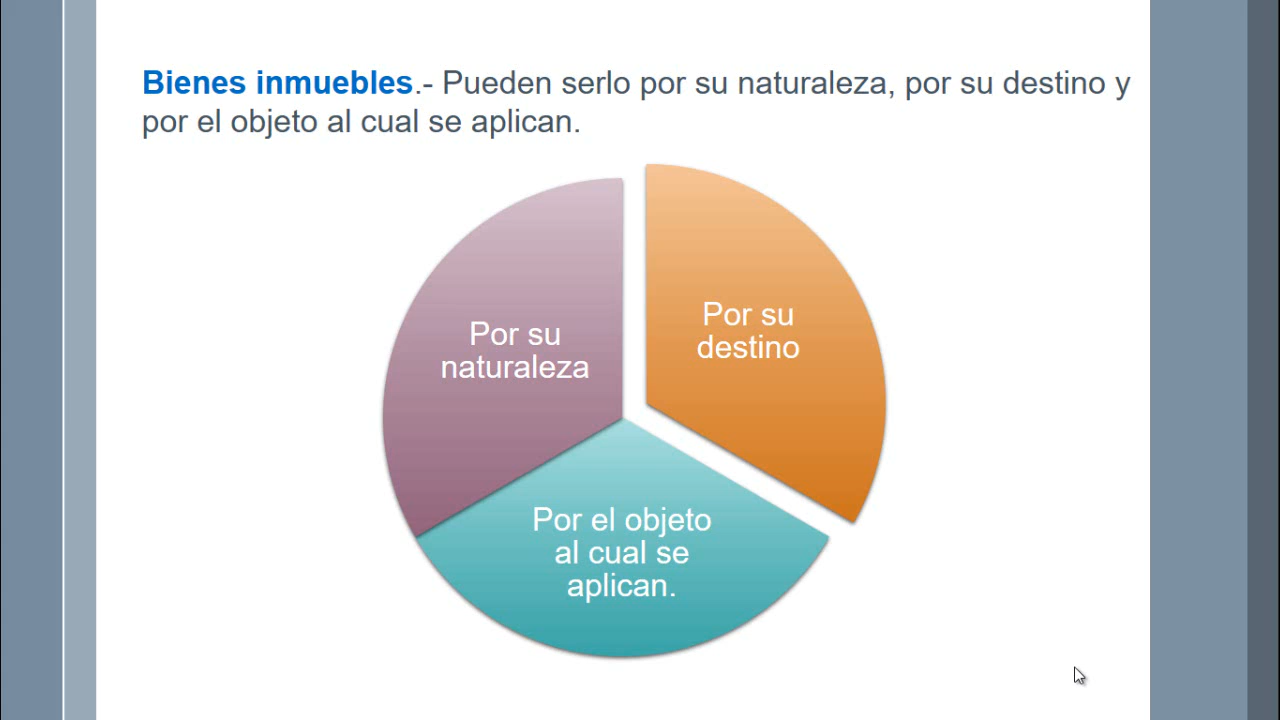 Bienes inmuebles.- Pueden serlo por su naturaleza, por su destino y
por el objeto al cual se aplican.
Por su
naturaleza
Por su
destino
Por el objeto
al cual se
aplican.